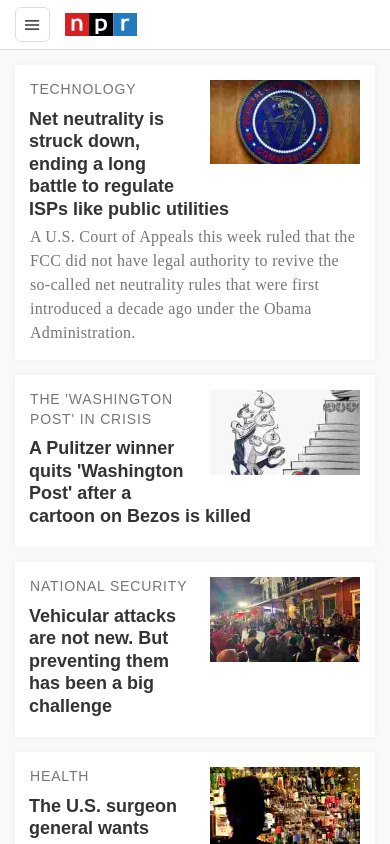 npr
TECHNOLOGY
Net neutrality is
struck down,
ending a long
battle to regulate
ISPs like public utilities
A U.S. Court of Appeals this week ruled that the
FCC did not have legal authority to revive the
so-called net neutrality rules that were first
introduced a decade ago under the Obama
Administration.
THE 'WASHINGTON
POST' IN CRISIS
A Pulitzer winner
quits 'Washington
Post' after a
cartoon on Bezos is killed
NATIONAL SECURITY
Vehicular attacks
are not new. But
preventing them
has been a big
challenge
HEALTH
The U.S. surgeon
general wants